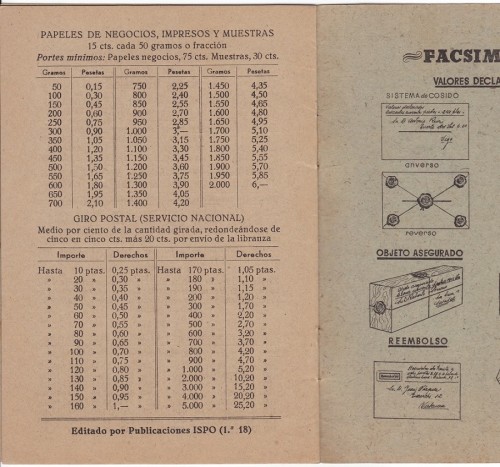 PAPELES DE NEGOCIOS, IMPRESOS Y MUESTRAS
15 cts. cada 50 gramos o fracción
Portes mínimos: Papeles negocios, 75 cts. Muestras, 30 cts.
Gramos Pesetas Gramos Pesetas Gramos Pesetas
50 0,15 750 2,25 1.450 4,35
100 0,30 800 2,40 1.500 4,50
150 0,45 850 2,55 1.550 4,65
200 0,60 900 2,70 1.600 4,80
250 0,75 950 2,85 1.650 4,95
300 0,90 1.000 3,— 1.700 5,10
350 1,05 1.050 3,15 1.750 5,25
400 1,20 1.100 3,30 1.800 5,40
450 1,35 1.150 3,45 1.850 5,55
500 1,50 1.200 3,60 1.900 5,70
550 1,65 1.250 3,75 1.950 5,85
600 1,80 1.300 3,90 2.000 6,—
650 1,95 1.350 4,05
700 2,10 1.400 4,20
GIRO POSTAL (SERVICIO NACIONAL)
Medio por ciento de la cantidad girada, redondeándose de
cinco en cinco cts. más 20 cts. por envío de la libranza
Importe Derechos Importe Derechos
Hasta 10 ptas. 0,25 ptas. Hasta 170 ptas. 1,05 ptas.
» 20 » 0,30 » » 180 » 1,10 »
» 30 » 0,35 » » 190 » 1,15 »
» 40 » 0,40 » » 200 » 1,20 »
» 50 » 0,45 » » 300 » 1,70 »
» 60 » 0,50 » » 400 » 2,20 »
» 70 » 0,55 » » 500 » 2,70 »
» 80 » 0,60 » » 600 » 3,20 »
» 90 » 0,65 » » 700 » 3,70 »
» 100 » 0,70 » » 800 » 4,20 »
» 110 » 0,75 » » 900 » 4,70 »
» 120 » 0,80 » » 1.000 » 5,20 »
» 130 » 0,85 » » 2.000 » 10,20 »
» 140 » 0,90 » » 3.000 » 15,20 »
» 150 » 0,95 » » 4.000 » 20,20 »
» 160 » 1,— » » 5.000 » 25,20 »
Editado por Publicaciones ISPO (I.° 18)
FACSIM
VALORES DECLA
SISTEMA de COSIDO
anverso
reverso
OBJETO ASEGURADO
REEMBOLSO